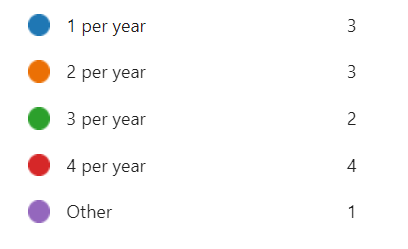 1 per year 3
2 per year 3
3 per year 2
4 per year 4
Other 1